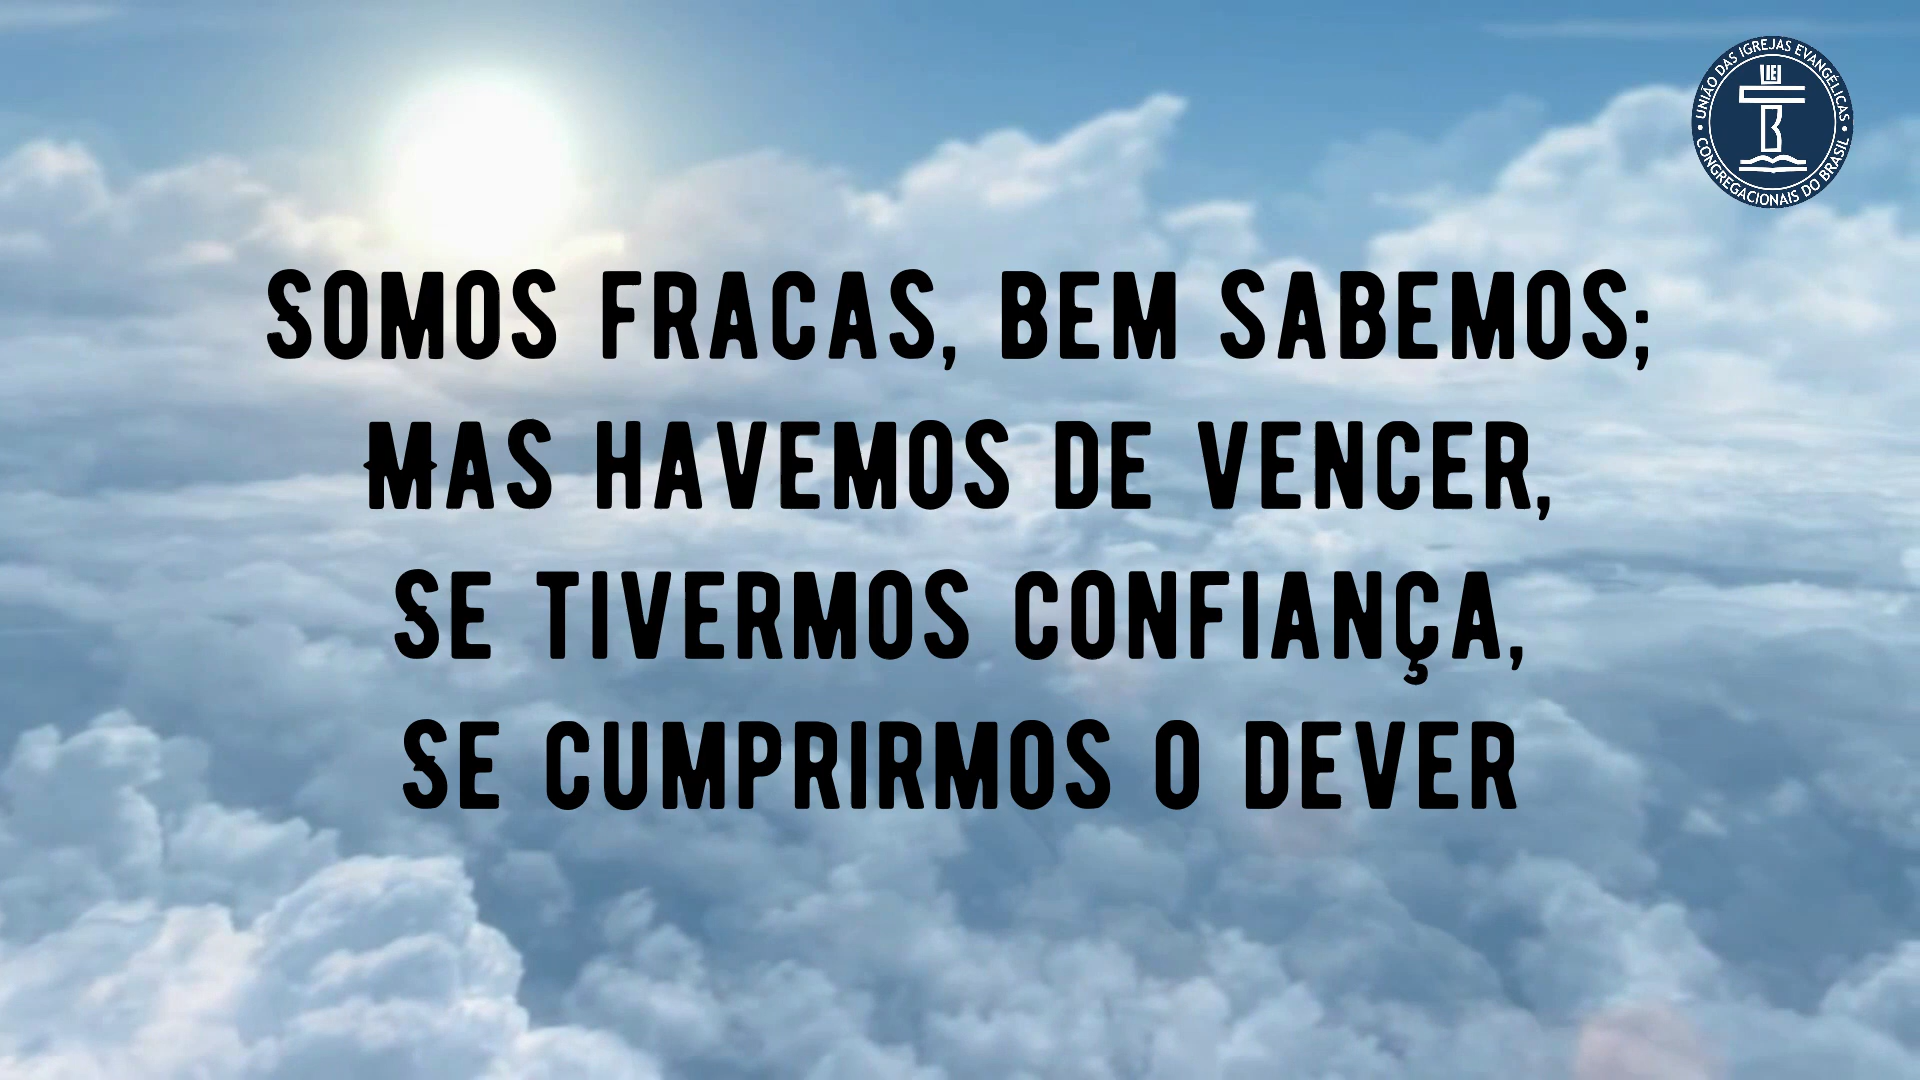 UNIÃO DAS IGREJAS EVANGÉLICAS
CONGREGACIONAIS DO BRASIL
SOMOS FRACAS, BEM SABEMOS;
MAS HAVEMOS DE VENCER,
SE TIVERMOS CONFIANÇA,
SE CUMPRIRMOS O DEVER